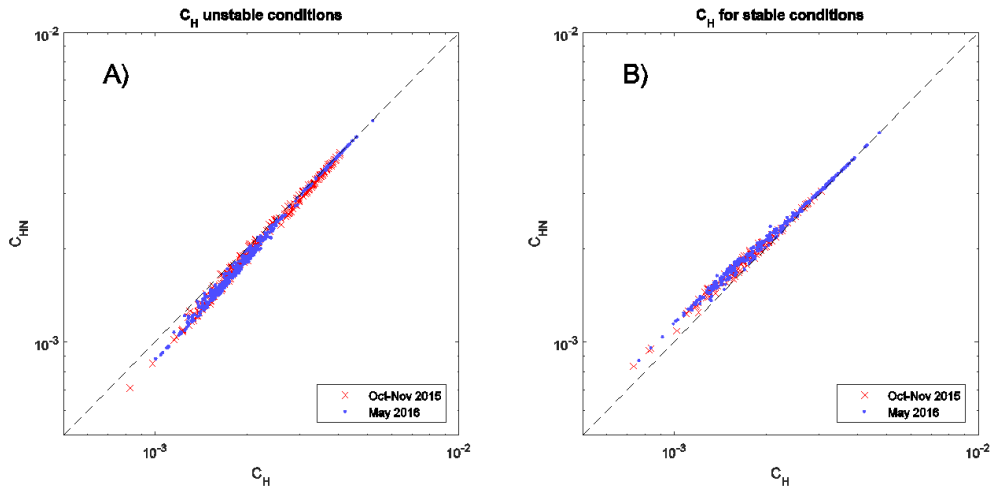 C_H unstable conditions
A)
10^-2
10^-3
C_HN
10^-3
10^-2
C_H
Oct-Nov 2015
May 2016
C_H for stable conditions
B)
10^-2
10^-3
C_HN
10^-3
10^-2
C_H
Oct-Nov 2015
May 2016